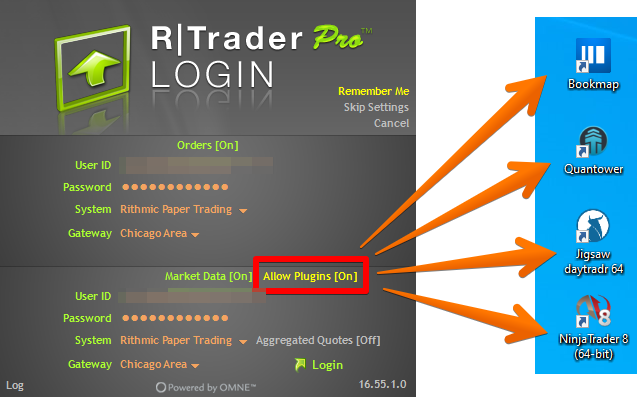 R|Trader Pro™
LOGIN
Remember Me
Skip Settings
Cancel
Orders [On]
User ID
Password
System Rithmic Paper Trading
Gateway Chicago Area
Market Data [On] Allow Plugins [On]
User ID
Password
System Rithmic Paper Trading Aggregated Quotes [Off]
Gateway Chicago Area Login
Log Powered by OMNE™ 16.55.1.0
Bookmap
Quantower
Jigsaw
daytradr 64
8
NinjaTrader 8
(64-bit)